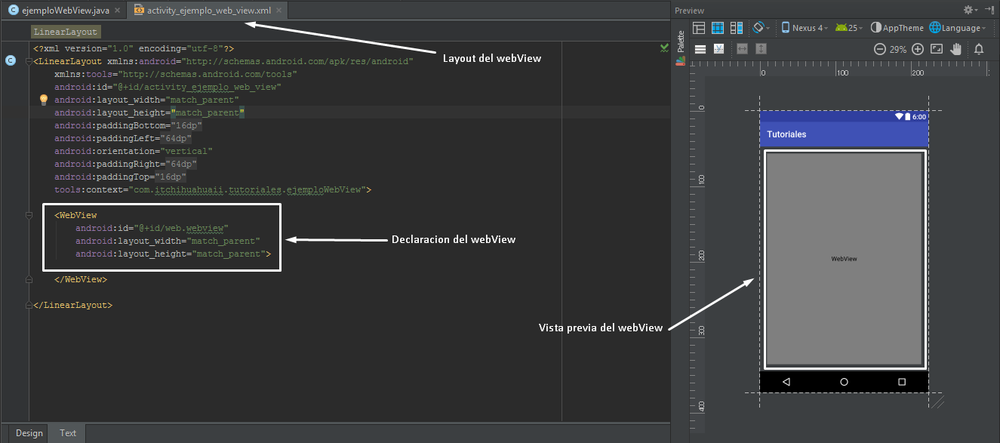 ejemploWebView.java
activity_ejemplo_web_view.xml
LinearLayout
<?xml version="1.0" encoding="utf-8"?>
<LinearLayout xmlns:android="http://schemas.android.com/apk/res/android"
xmlns:tools="http://schemas.android.com/tools"
android:id="@+id/activity_ejemplo_web_view"
android:layout_width="match_parent"
android:layout_height="match_parent"
android:paddingBottom="16dp"
android:paddingLeft="64dp"
android:orientation="vertical"
android:paddingRight="64dp"
android:paddingTop="16dp"
tools:context="com.itchihuahuaii.tutoriales.ejemploWebView">
<WebView
android:id="@+id/web.webview"
android:layout_width="match_parent"
android:layout_height="match_parent">
</WebView>
</LinearLayout>
Layout del webView
Declaracion del webView
Vista previa del webView
Design
Text
Preview
Palette
Nexus 4
25
AppTheme
Language
29%
0
100
200
0
100
200
300
400
6:00
Tutoriales
WebView